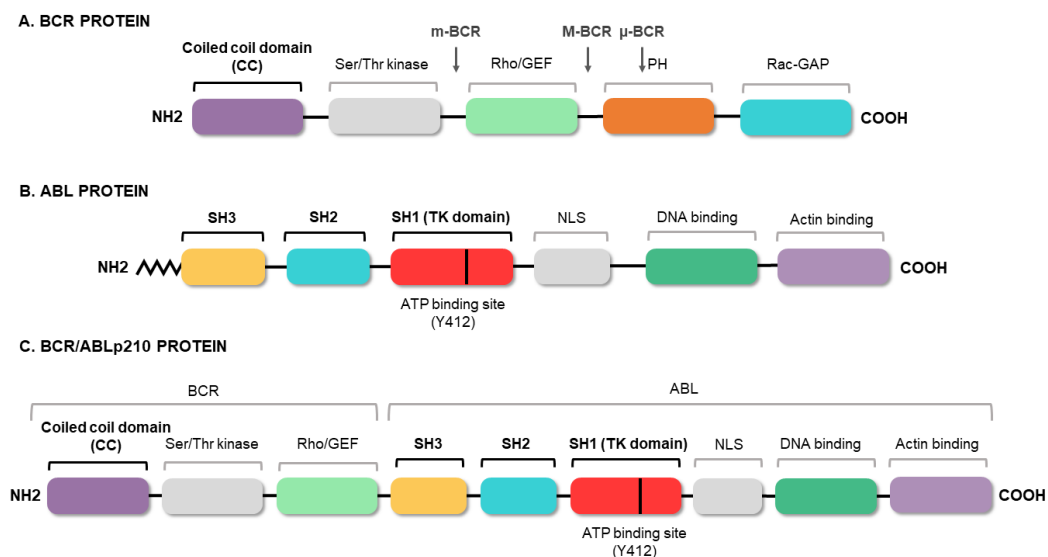 A. BCR PROTEIN
m-BCR
M-BCR
µ-BCR
Coiled coil domain
(CC)
Ser/Thr kinase
Rho/GEF
PH
Rac-GAP
NH2
COOH
B. ABL PROTEIN
SH3
SH2
SH1 (TK domain)
NLS
DNA binding
Actin binding
NH2
COOH
ATP binding site
(Y412)
C. BCR/ABLp210 PROTEIN
BCR
ABL
Coiled coil domain
(CC)
Ser/Thr kinase
Rho/GEF
SH3
SH2
SH1 (TK domain)
NLS
DNA binding
Actin binding
NH2
COOH
ATP binding site
(Y412)